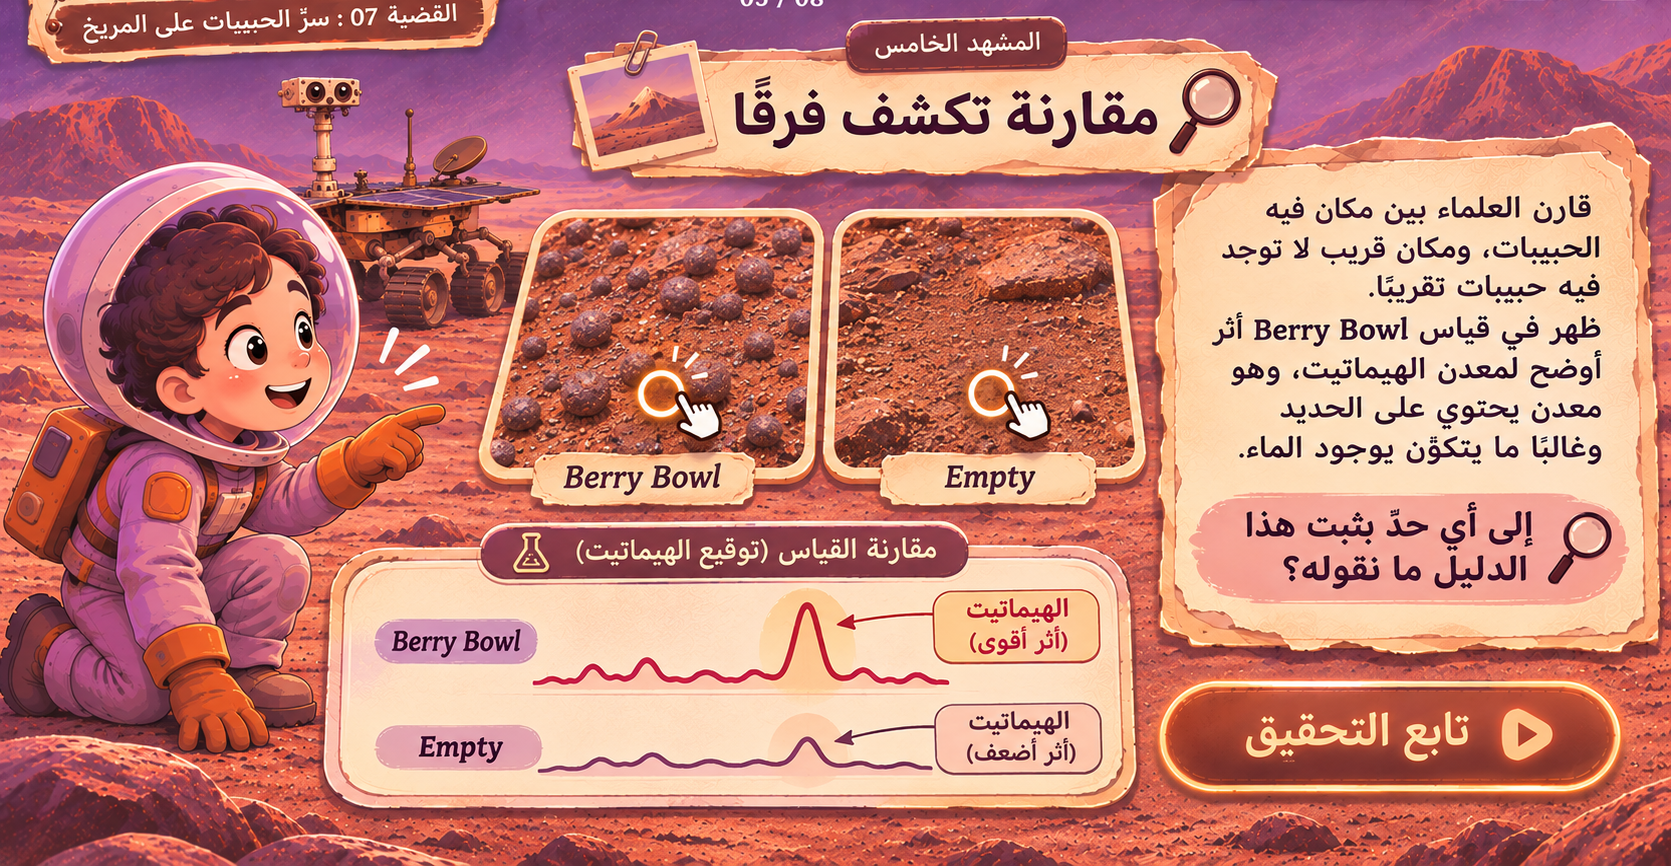 القضية 07 : سرّ الحبيبات على المريخ
المشهد الخامس
مقارنة تكشف فرقًا
قارن العلماء بين مكان فيه
الحبيبات، ومكان قريب لا توجد
فيه حبيبات تقريبًا.
ظهر في قياس Berry Bowl أثر
أوضح لمعدن الهيماتيت، وهو
معدن يحتوي على الحديد
وغالبًا ما يتكوّن يوجود الماء.
إلى أي حدّ بثبت هذا
الدليل ما نقوله؟
Berry Bowl
Empty
مقارنة القياس (توقيع الهيماتيت)
Berry Bowl
الهيماتيت
(أثر أقوى)
Empty
الهيماتيت
(أثر أضعف)
تابع التحقيق